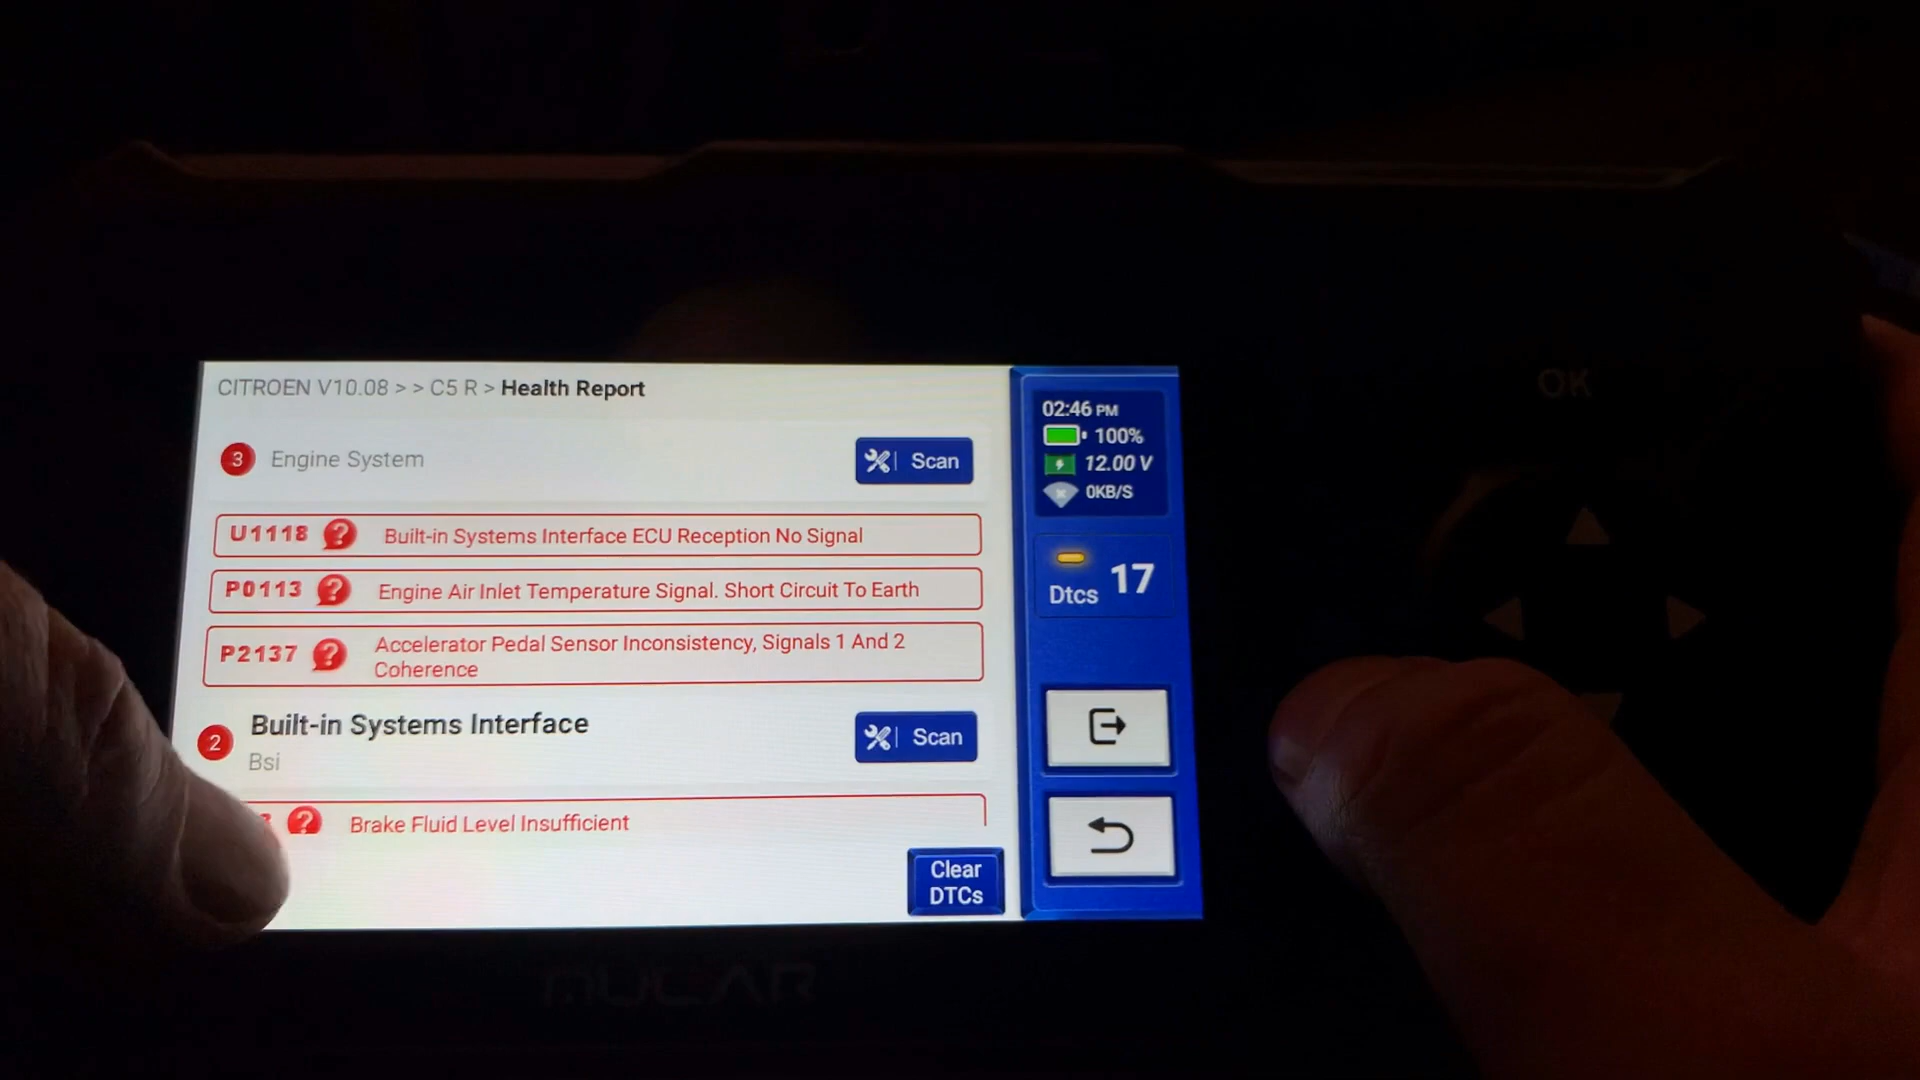 CITROEN V10.08 > > C5 R > Health Report
02:46 PM
100%
12.00 V
0KB/S
3 Engine System
Scan
U1118 ? Built-in Systems Interface ECU Reception No Signal
P0113 ? Engine Air Inlet Temperature Signal. Short Circuit To Earth
P2137 ? Accelerator Pedal Sensor Inconsistency, Signals 1 And 2
Coherence
Dtcs 17
2 Built-in Systems Interface
Bsi
Scan
? Brake Fluid Level Insufficient
Clear
DTCs
OK
MUCAR